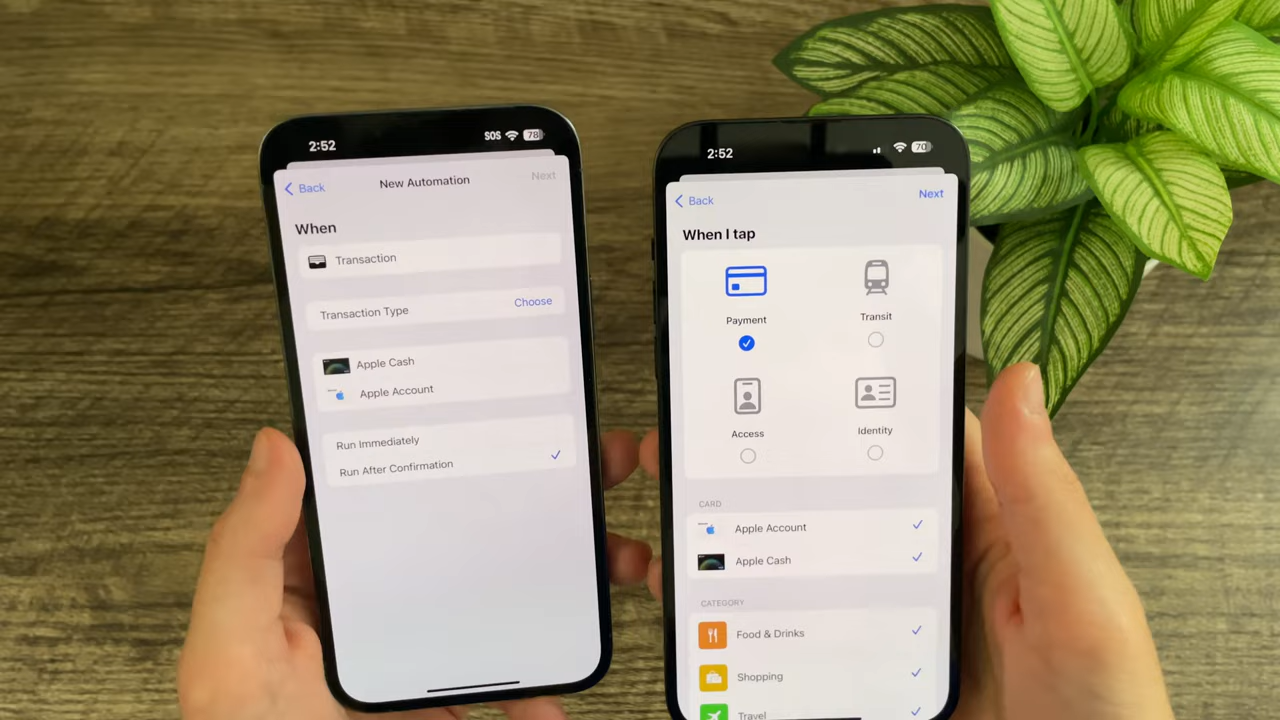 2:52
SOS 78
Back New Automation Next
When
Transaction
Transaction Type Choose
Apple Cash
Apple Account
Run Immediately
Run After Confirmation
2:52
70
Back Next
When I tap
Payment Transit
Access Identity
CARD
Apple Account
Apple Cash
CATEGORY
Food & Drinks
Shopping
Travel